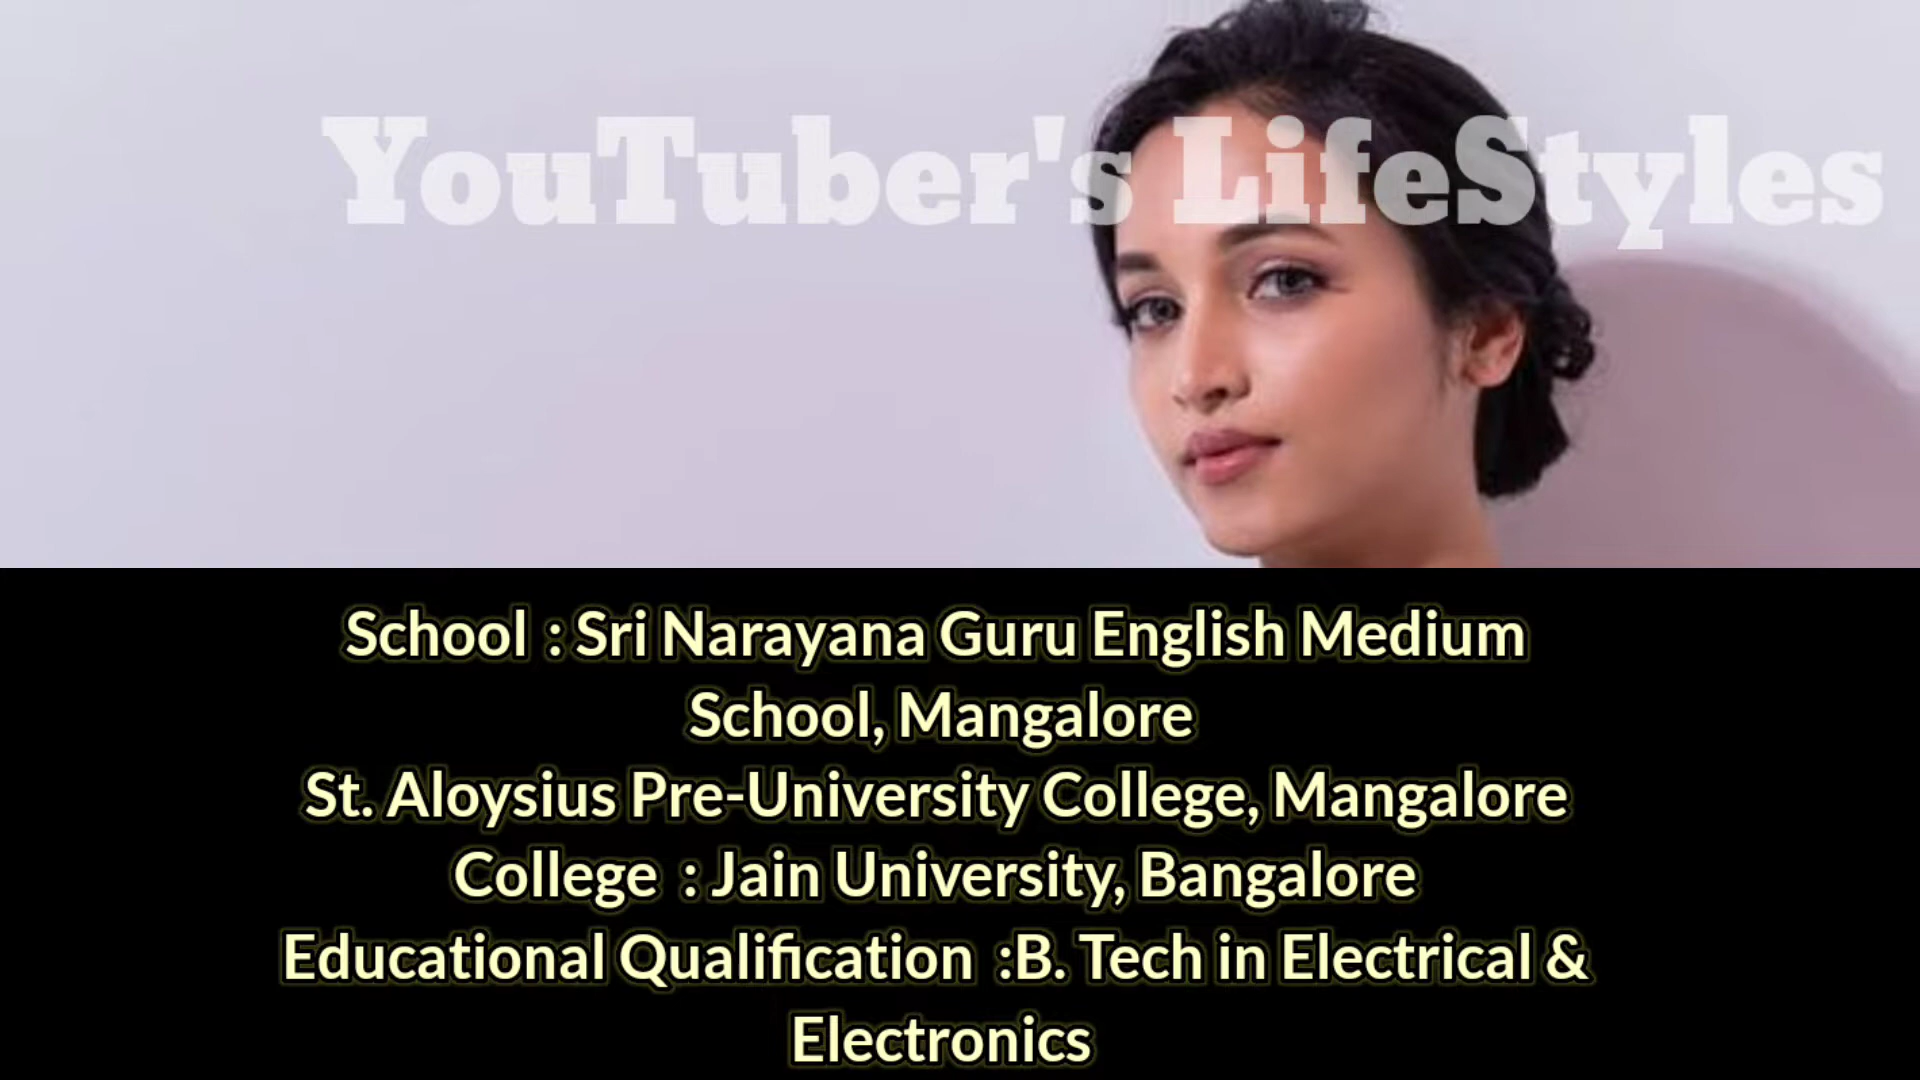 YouTuber's LifeStyles
School : Sri Narayana Guru English Medium
School, Mangalore
St. Aloysius Pre-University College, Mangalore
College : Jain University, Bangalore
Educational Qualification :B. Tech in Electrical &
Electronics